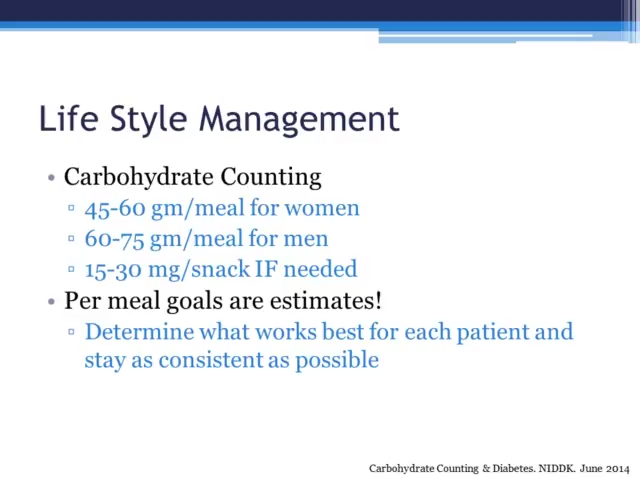 Life Style Management
• Carbohydrate Counting
▫ 45-60 gm/meal for women
▫ 60-75 gm/meal for men
▫ 15-30 mg/snack IF needed
• Per meal goals are estimates!
▫ Determine what works best for each patient and
stay as consistent as possible
Carbohydrate Counting & Diabetes. NIDDK. June 2014